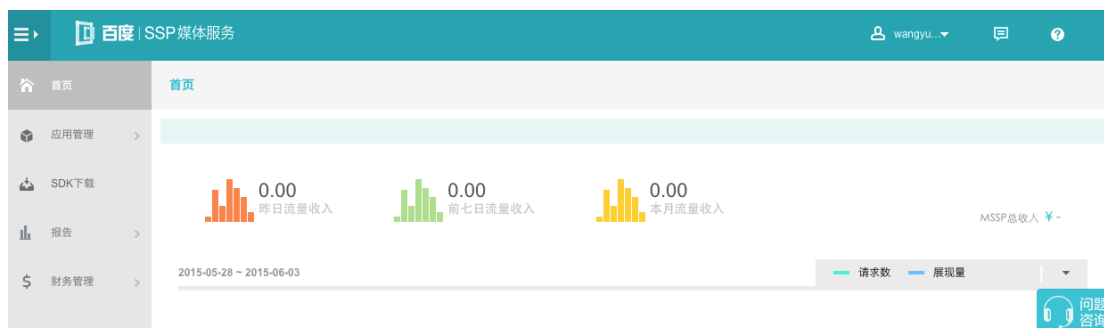 百度 | SSP媒体服务
wangyu...
首页
首页
应用管理
SDK下载
报告
财务管理
0.00
昨日流量收入
0.00
前七日流量收入
0.00
本月流量收入
MSSP总收入 ¥ -
2015-05-28 ~ 2015-06-03
请求数
展现量
问题
咨询